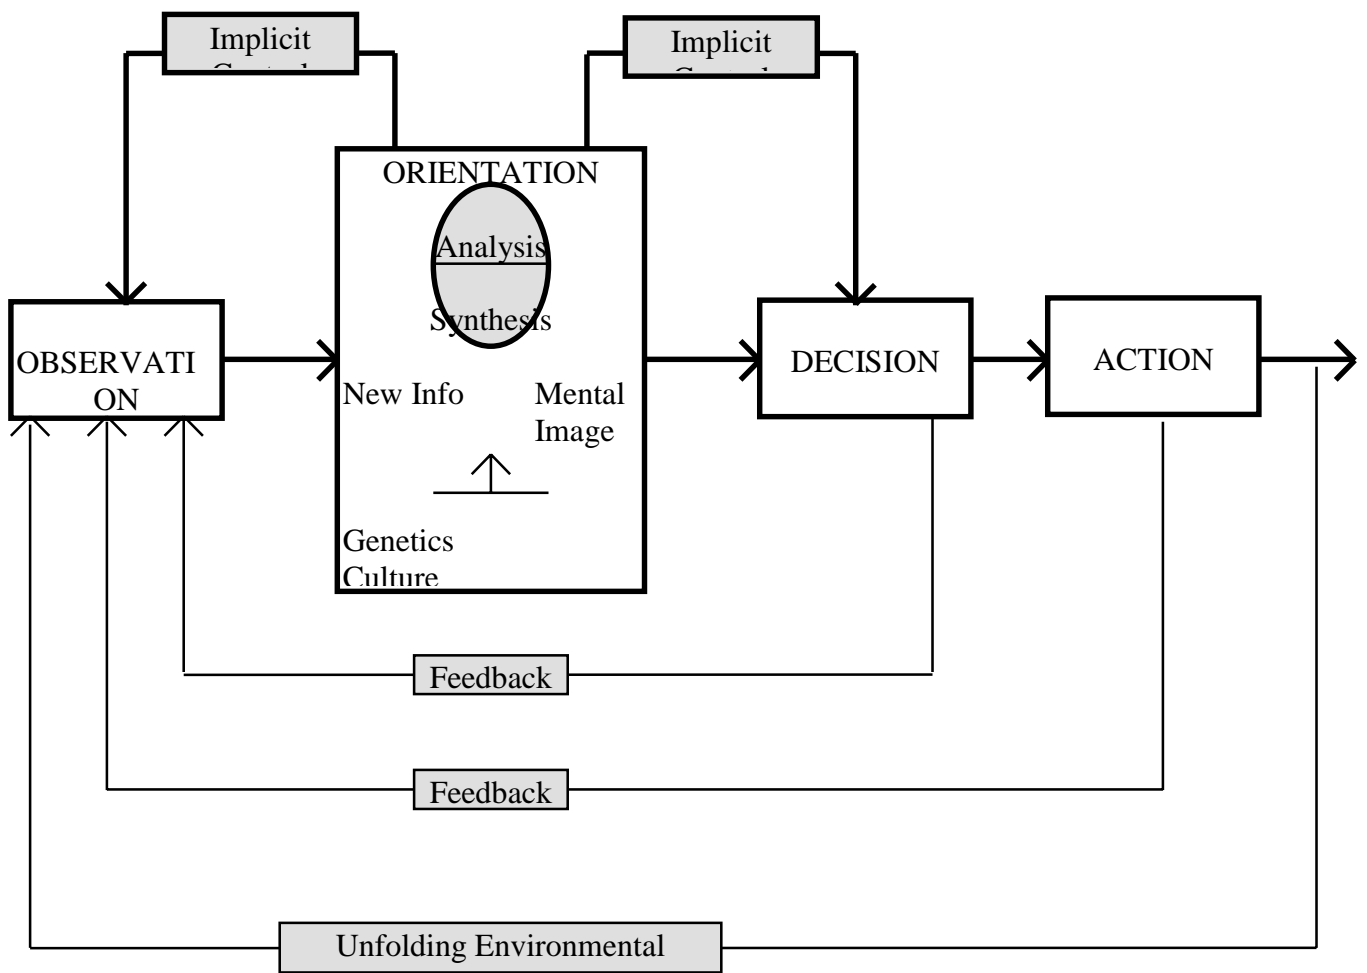 Implicit
Implicit
ORIENTATION
Analysis
Synthesis
OBSERVATI
ON
New Info
Mental
Image
Genetics
Culture
DECISION
ACTION
Feedback
Feedback
Unfolding Environmental